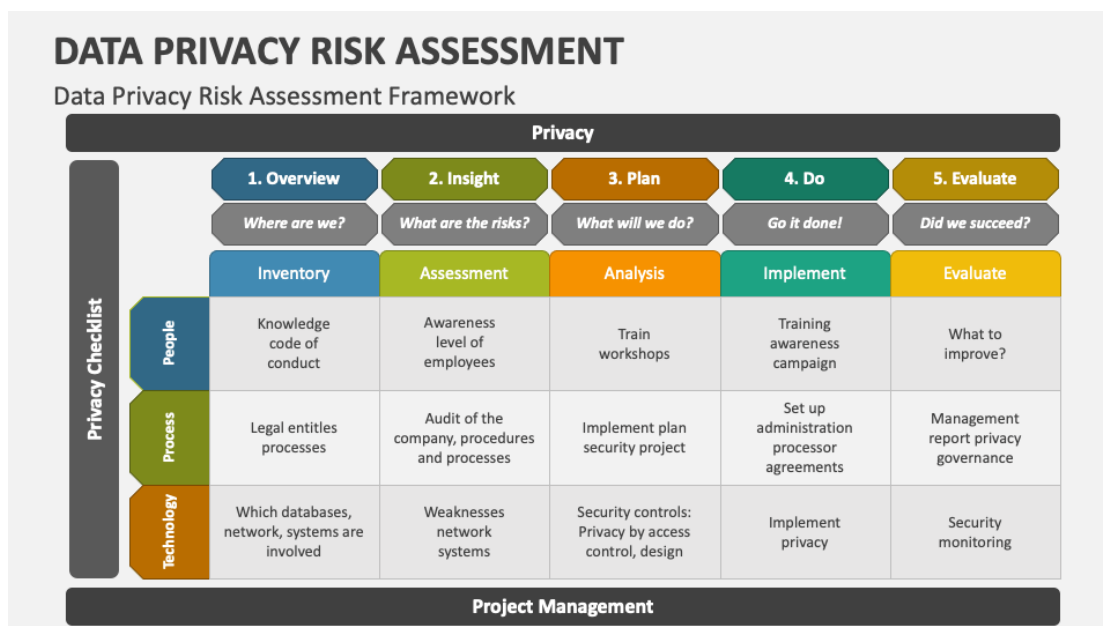 DATA PRIVACY RISK ASSESSMENT
Data Privacy Risk Assessment Framework
Privacy
Privacy Checklist
1. Overview
2. Insight
3. Plan
4. Do
5. Evaluate
Where are we?
What are the risks?
What will we do?
Go it done!
Did we succeed?
Inventory
Assessment
Analysis
Implement
Evaluate
People
Knowledge
code of
conduct
Awareness
level of
employees
Train
workshops
Training
awareness
campaign
What to
improve?
Process
Legal entitles
processes
Audit of the
company, procedures
and processes
Implement plan
security project
Set up
administration
processor
agreements
Management
report privacy
governance
Technology
Which databases,
network, systems are
involved
Weaknesses
network
systems
Security controls:
Privacy by access
control, design
Implement
privacy
Security
monitoring
Project Management